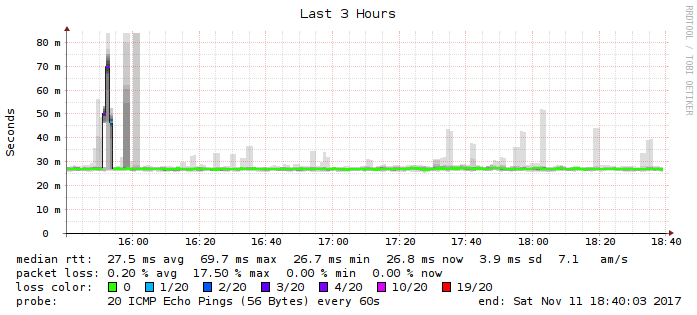 Last 3 Hours
RRDTOOL / TOBI OETIKER
Seconds
80 m
70 m
60 m
50 m
40 m
30 m
20 m
10 m
0
16:00 16:20 16:40 17:00 17:20 17:40 18:00 18:20 18:40
median rtt: 27.5 ms avg 69.7 ms max 26.7 ms min 26.8 ms now 3.9 ms sd 7.1 am/s
packet loss: 0.20 % avg 17.50 % max 0.00 % min 0.00 % now
loss color: 0 1/20 2/20 3/20 4/20 10/20 19/20
probe: 20 ICMP Echo Pings (56 Bytes) every 60s end: Sat Nov 11 18:40:03 2017